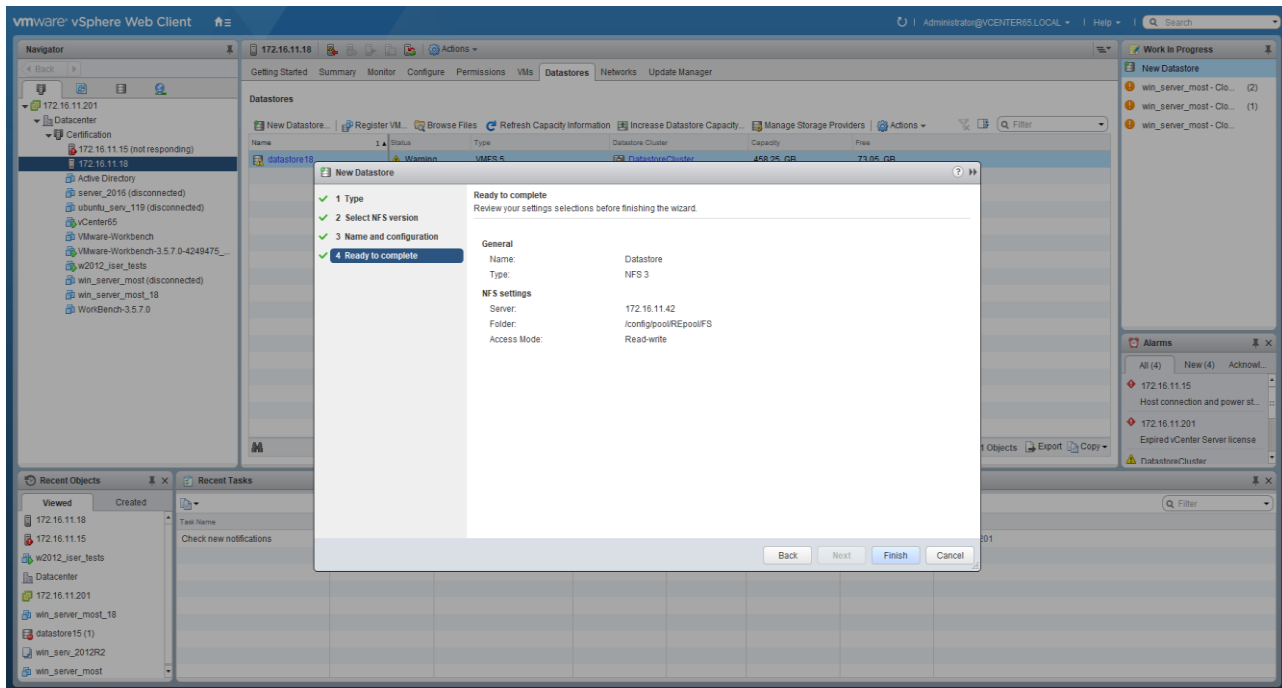 vmware® vSphere Web Client
Administrator@VCENTER65.LOCAL | Help | Search
Navigator
Back
172.16.11.201
Datacenter
Certification
172.16.11.15 (not responding)
172.16.11.18
Active Directory
server_2016 (disconnected)
ubuntu_serv_119 (disconnected)
vCenter65
VMware-Workbench
VMware-Workbench-3.5.7.0-4249475_...
w2012_iser_tests
win_server_most (disconnected)
win_server_most_18
WorkBench-3.5.7.0
172.16.11.18 Actions
Getting Started Summary Monitor Configure Permissions VMs Datastores Networks Update Manager
Datastores
New Datastore... Register VM... Browse Files Refresh Capacity Information Increase Datastore Capacity... Manage Storage Providers Actions Filter
Name 1 Status Type Datastore Cluster Capacity Free
datastore18 Warning VMFS 5 DatastoreCluster 458.25 GB 73.05 GB
New Datastore
1 Type
2 Select NFS version
3 Name and configuration
4 Ready to complete
Ready to complete
Review your settings selections before finishing the wizard.
General
Name: Datastore
Type: NFS 3
NFS settings
Server: 172.16.11.42
Folder: /config/pool/REpool/FS
Access Mode: Read-write
Back Next Finish Cancel
1 Objects Export Copy
Work In Progress
New Datastore
win_server_most - Clo... (2)
win_server_most - Clo... (1)
win_server_most - Clo...
Alarms
All (4) New (4) Acknowl...
172.16.11.15
Host connection and power st...
172.16.11.201
Expired vCenter Server license
DatastoreCluster
Recent Objects
Viewed Created
172.16.11.18
172.16.11.15
w2012_iser_tests
Datacenter
172.16.11.201
win_server_most_18
datastore15 (1)
win_serv_2012R2
win_server_most
Recent Tasks
Filter
Task Name
Check new notifications
201